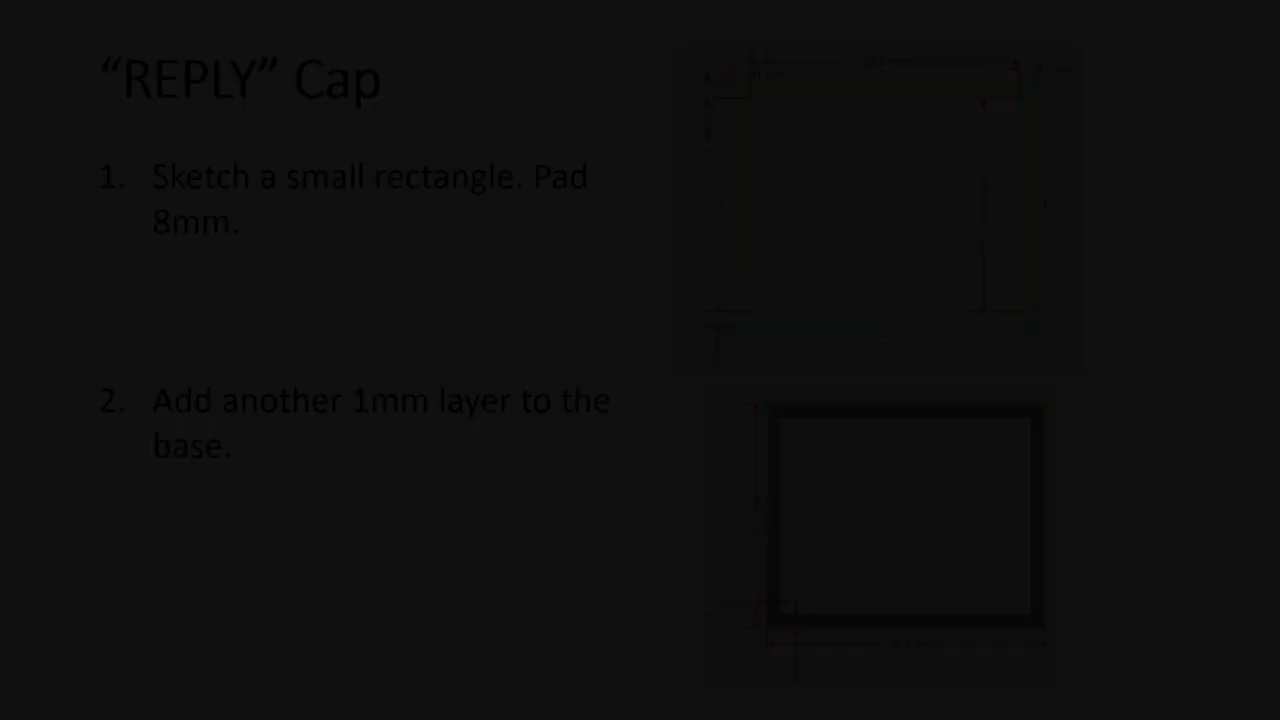 “REPLY” Cap
1. Sketch a small rectangle. Pad
8mm.
2. Add another 1mm layer to the
base.